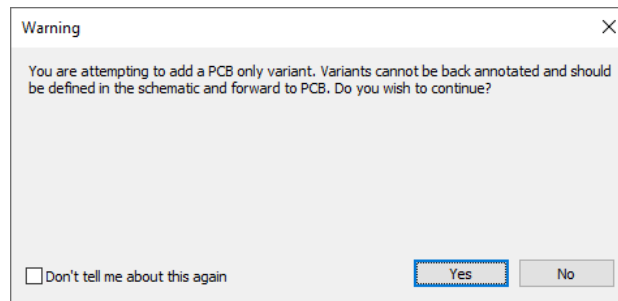 Warning
You are attempting to add a PCB only variant. Variants cannot be back annotated and should
be defined in the schematic and forward to PCB. Do you wish to continue?
Don't tell me about this again
Yes
No